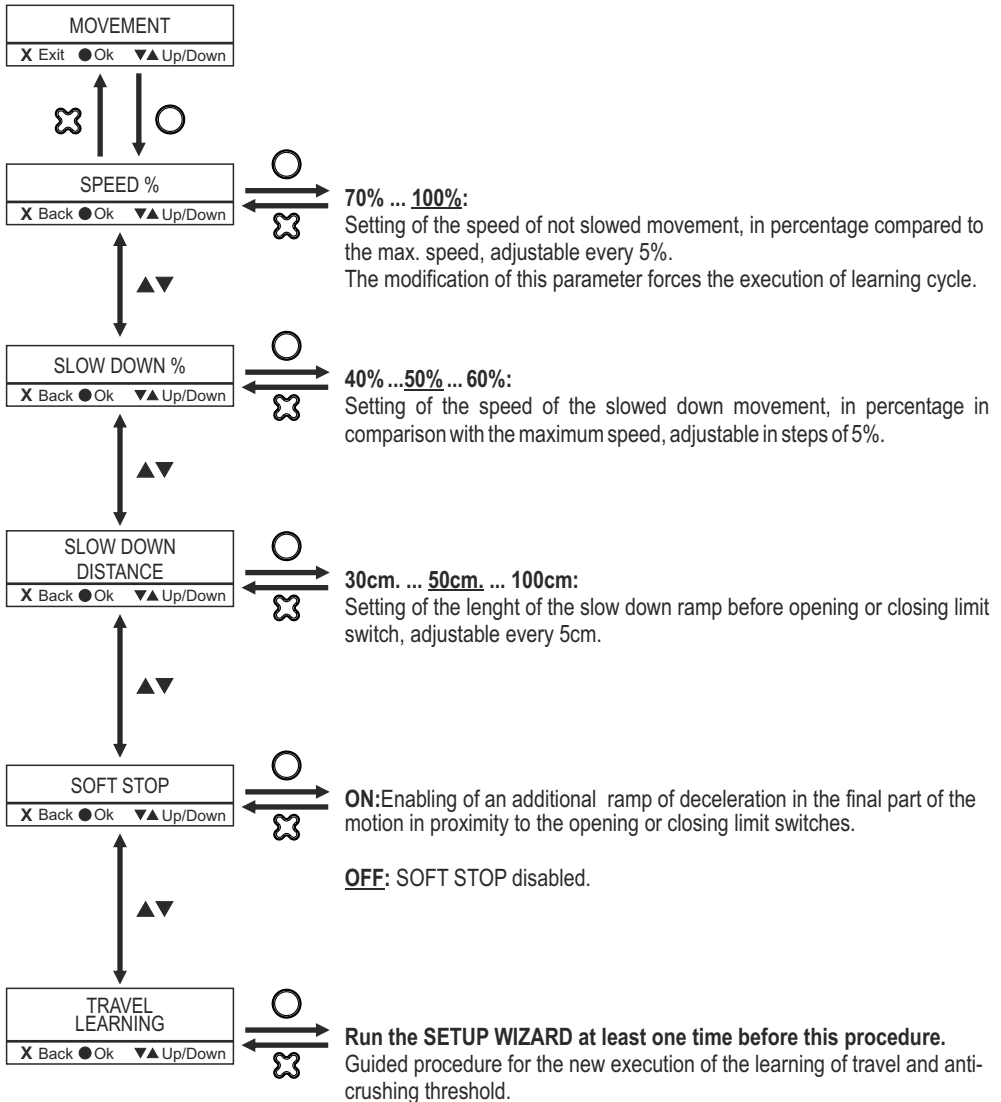 MOVEMENT
X Exit ●Ok ▼▲Up/Down
SPEED %
X Back ●Ok ▼▲Up/Down
70% ... 100%:
Setting of the speed of not slowed movement, in percentage compared to
the max. speed, adjustable every 5%.
The modification of this parameter forces the execution of learning cycle.
▲▼
SLOW DOWN %
X Back ●Ok ▼▲Up/Down
40% ...50% ... 60%:
Setting of the speed of the slowed down movement, in percentage in
comparison with the maximum speed, adjustable in steps of 5%.
▲▼
SLOW DOWN
DISTANCE
X Back ●Ok ▼▲Up/Down
30cm. ... 50cm. ... 100cm:
Setting of the lenght of the slow down ramp before opening or closing limit
switch, adjustable every 5cm.
▲▼
SOFT STOP
X Back ●Ok ▼▲Up/Down
ON:Enabling of an additional ramp of deceleration in the final part of the
motion in proximity to the opening or closing limit switches.
OFF: SOFT STOP disabled.
▲▼
TRAVEL
LEARNING
X Back ●Ok ▼▲Up/Down
Run the SETUP WIZARD at least one time before this procedure.
Guided procedure for the new execution of the learning of travel and anti-
crushing threshold.